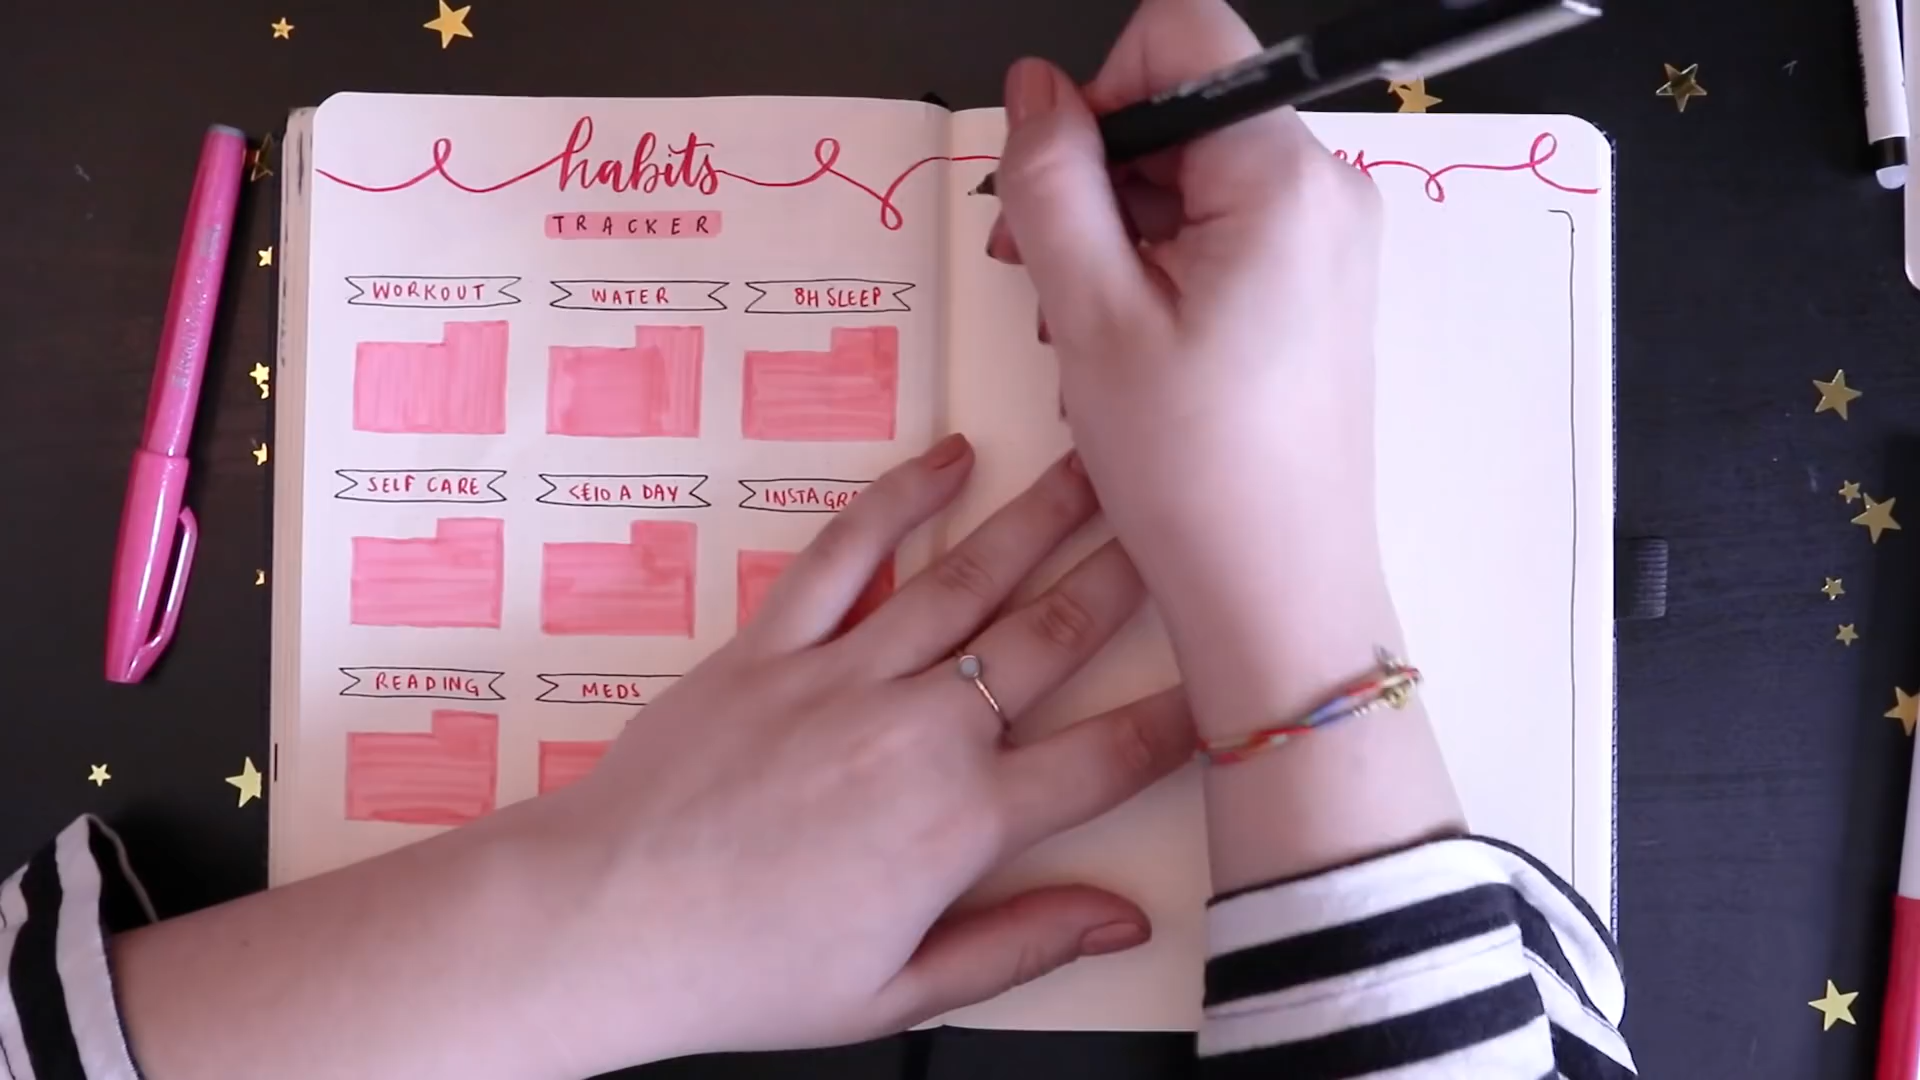 habits
TRACKER
WORKOUT WATER 8H SLEEP
SELF CARE <£10 A DAY
READING MEDS